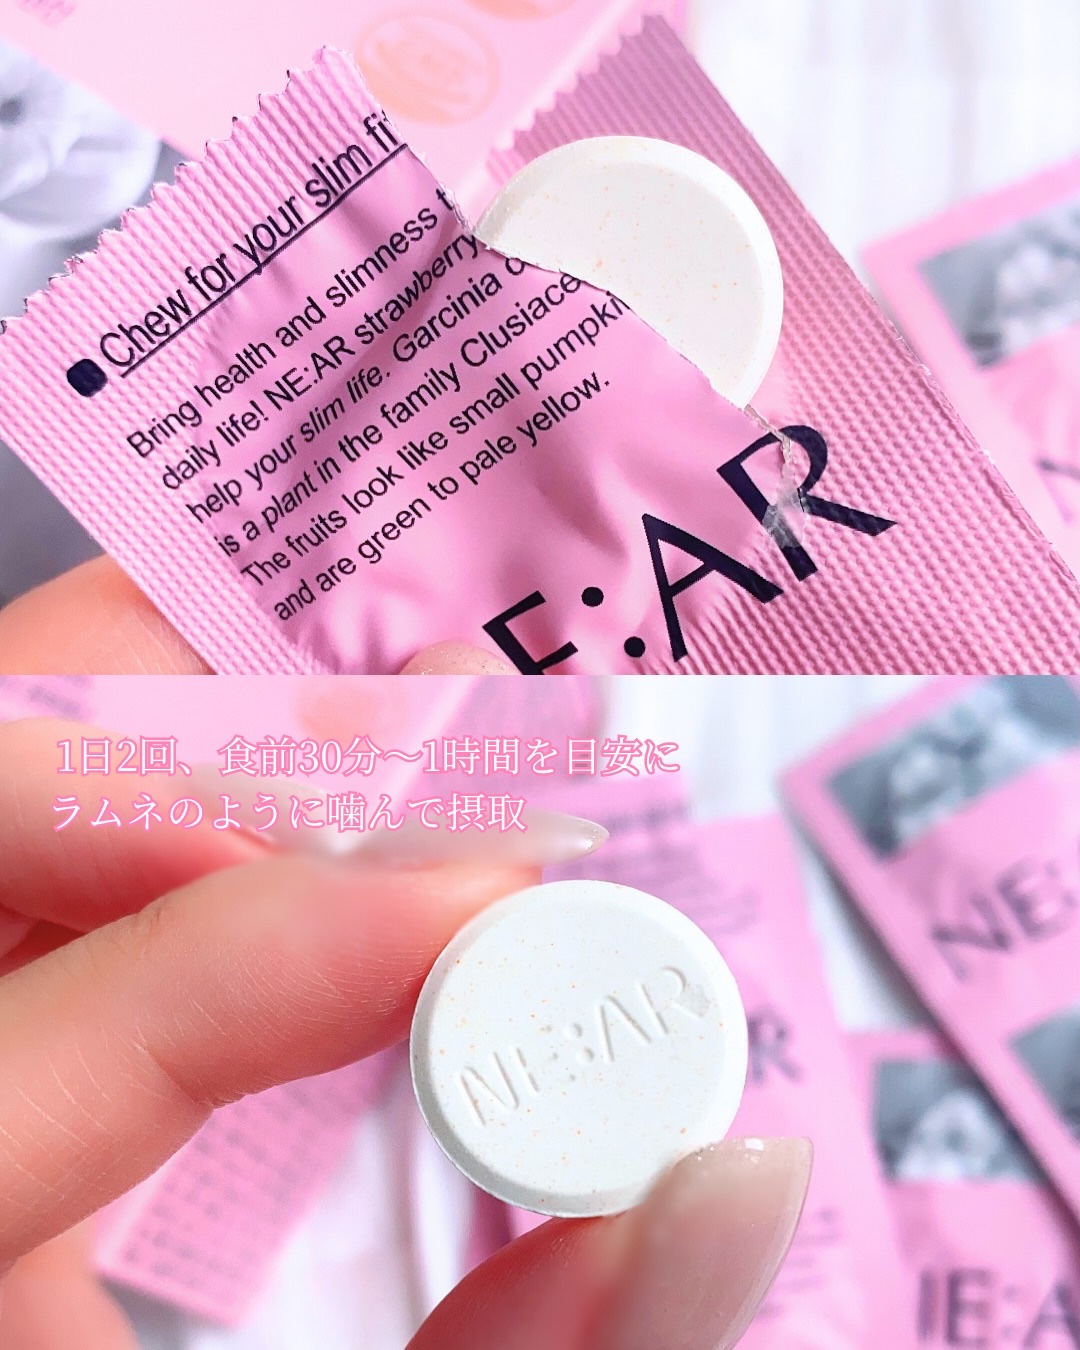 Chew for your slim fit
Bring health and slimness t
daily life! NE:AR strawberry
help your slim life. Garcinia c
is a plant in the family Clusiace
The fruits look like small pumpki
and are green to pale yellow.
E:AR
1日2回、食前30分〜1時間を目安に
ラムネのように噛んで摂取
NE:AR
NE:
R
IE:A